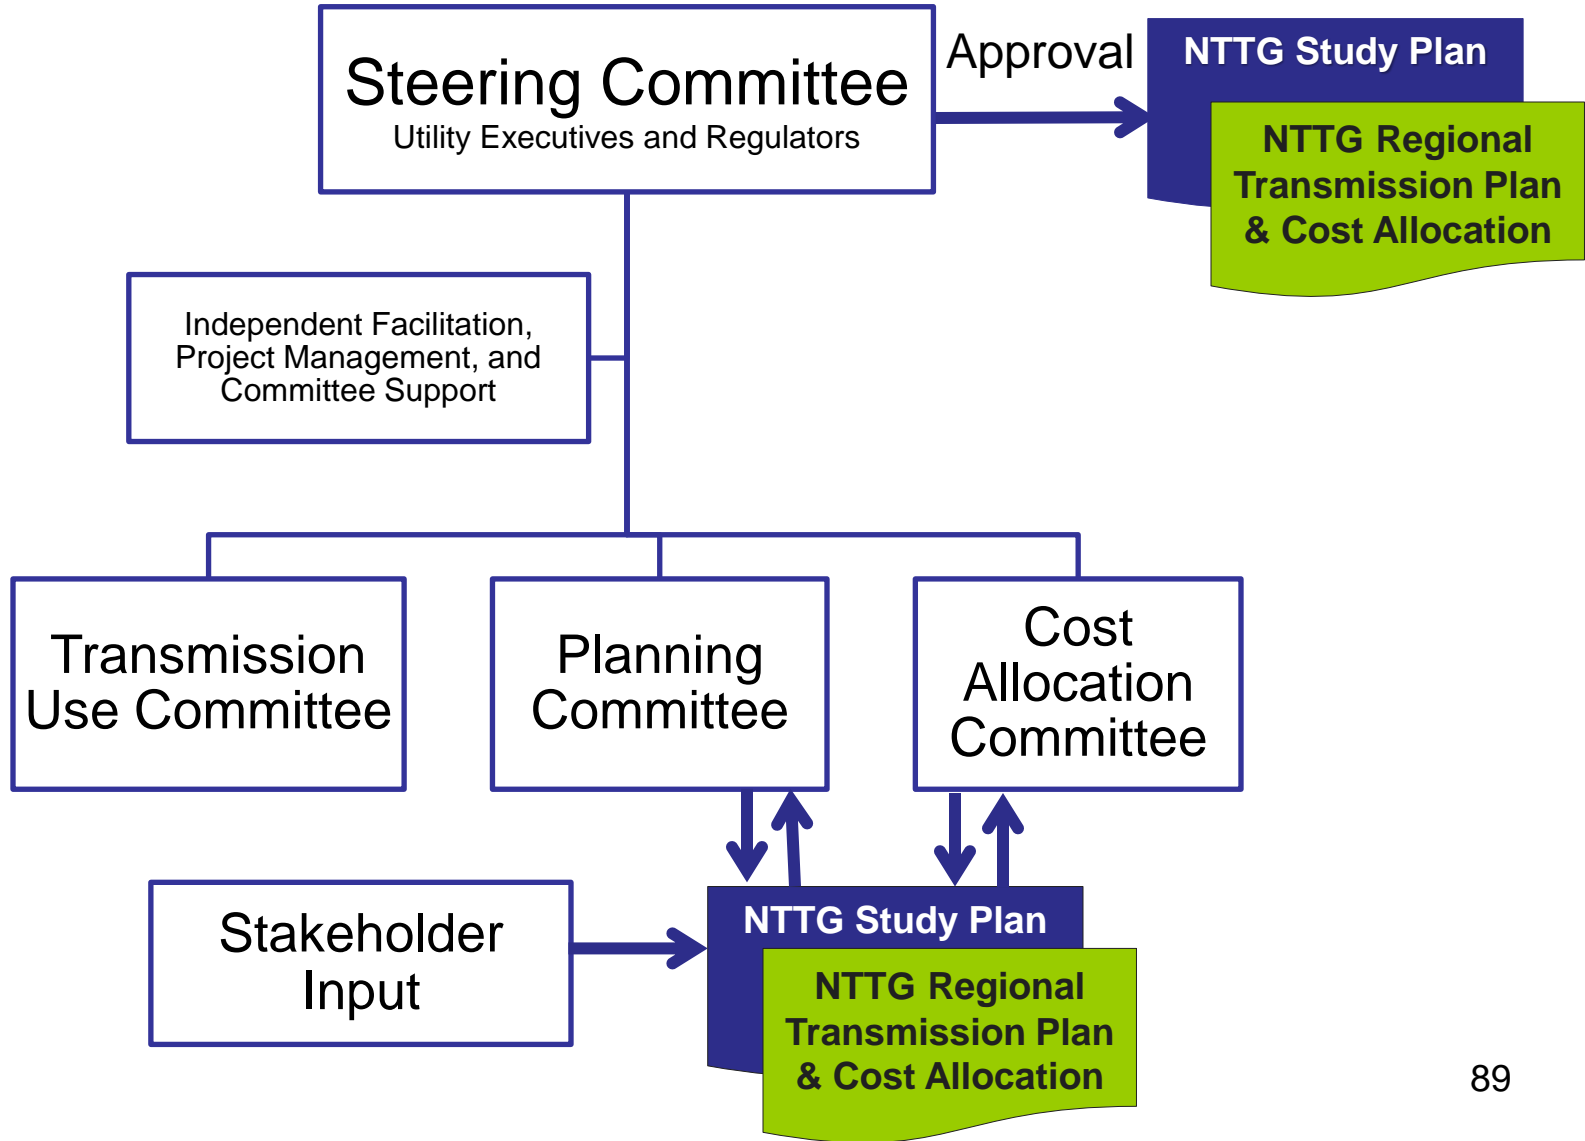 Steering Committee
Utility Executives and Regulators
Approval
NTTG Study Plan
NTTG Regional
Transmission Plan
& Cost Allocation
Independent Facilitation,
Project Management, and
Committee Support
Transmission
Use Committee
Planning
Committee
Cost
Allocation
Committee
Stakeholder
Input
NTTG Study Plan
NTTG Regional
Transmission Plan
& Cost Allocation
89